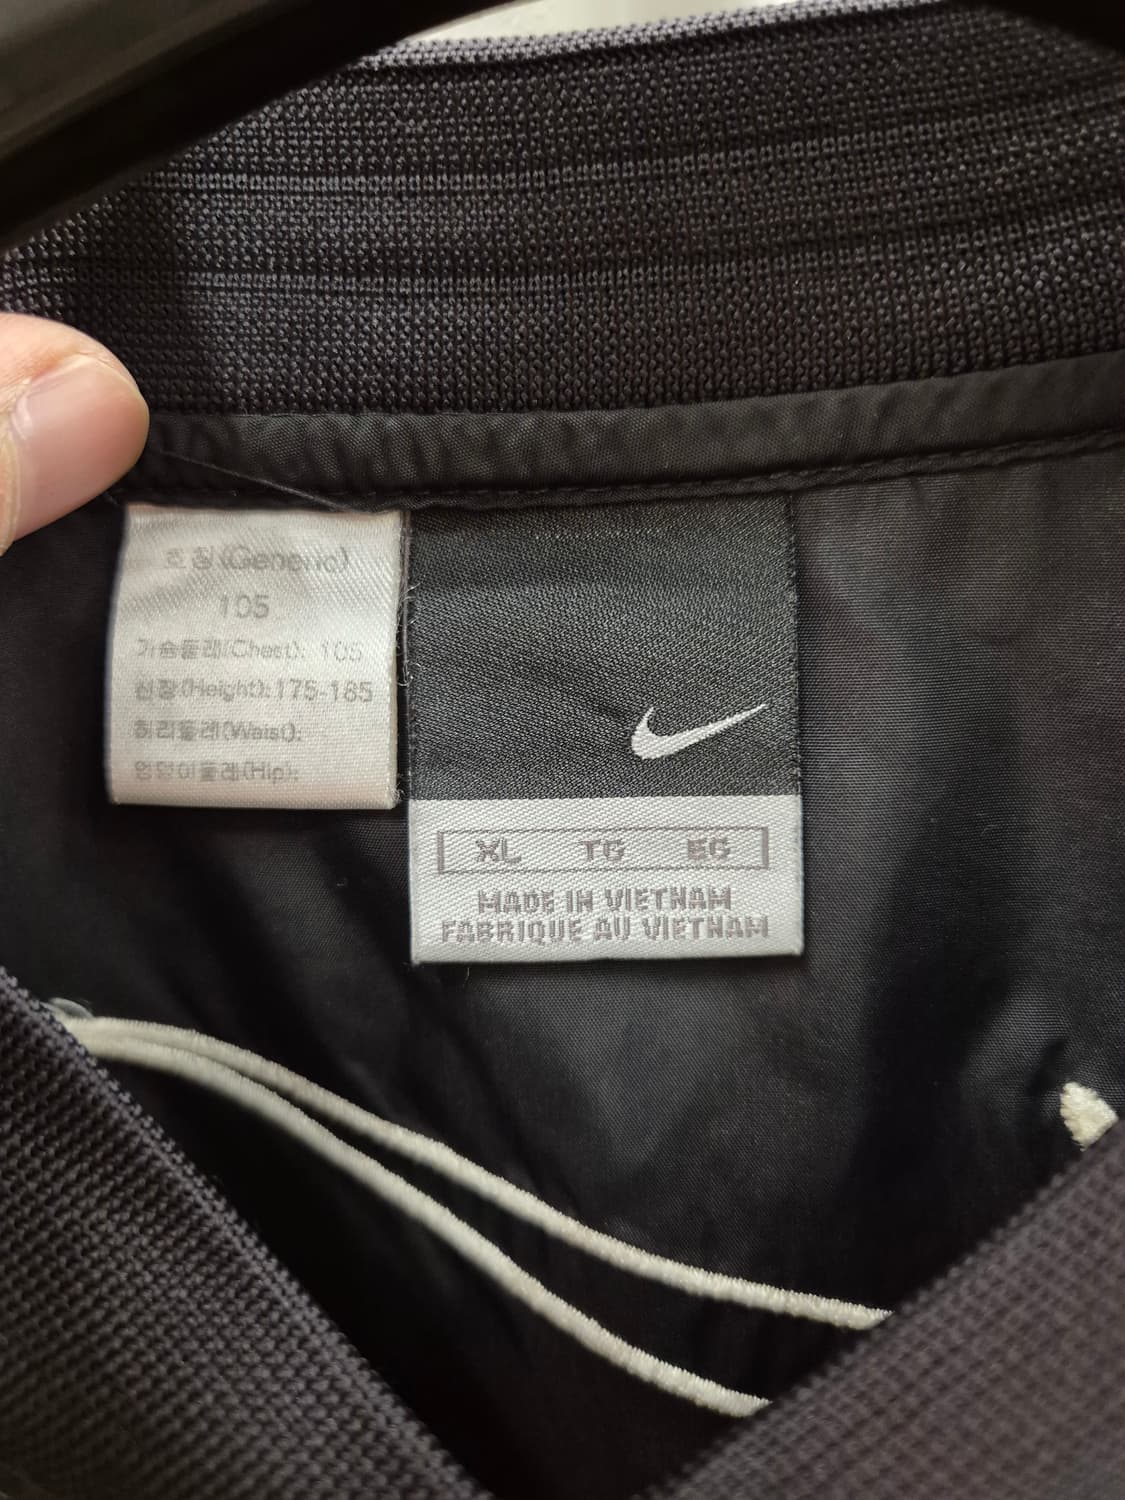 호칭(Generic)
105
가슴둘레(Chest): 105
신장(Height):175-185
허리둘레(Waist):
엉덩이둘레(Hip):
XL TG EG
MADE IN VIETNAM
FABRIQUE AU VIETNAM